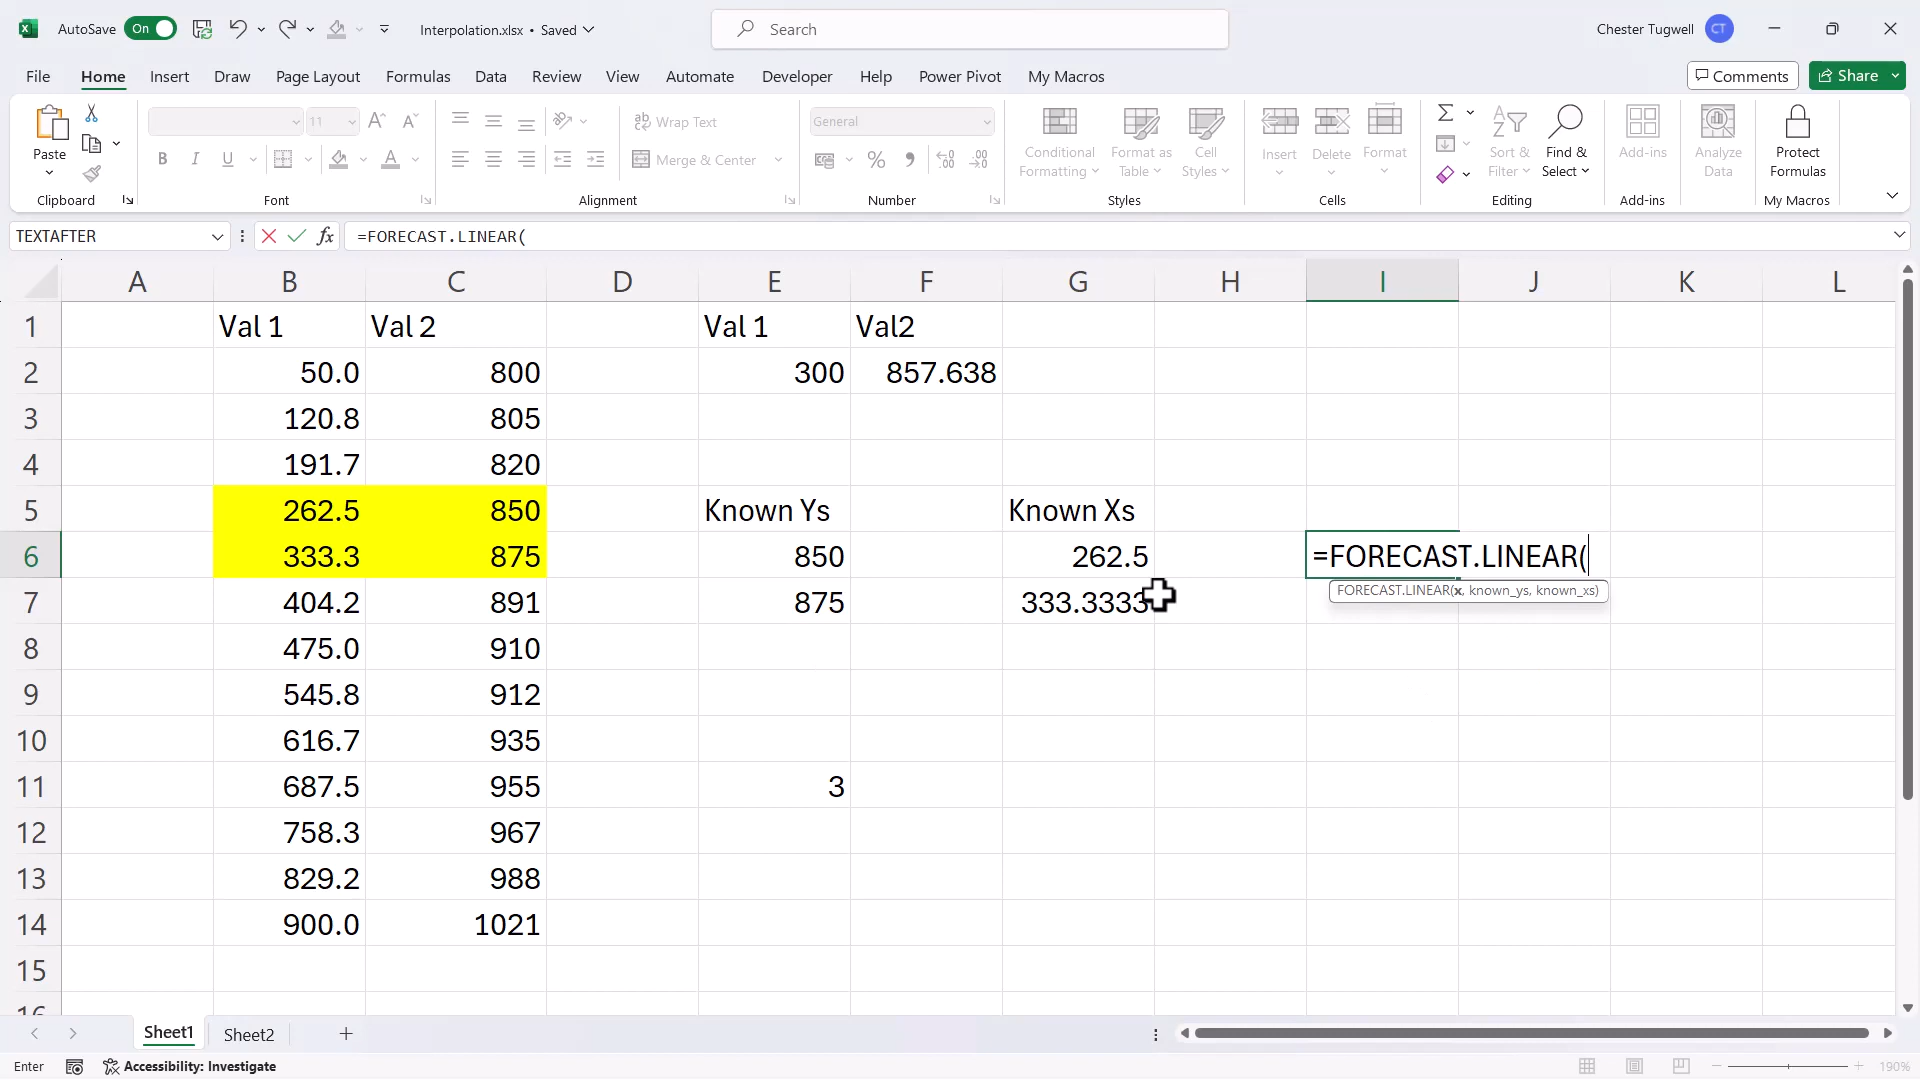 AutoSave On Interpolation.xlsx • Saved Search Chester Tugwell CT
File Home Insert Draw Page Layout Formulas Data Review View Automate Developer Help Power Pivot My Macros Comments Share
Paste 11 Wrap Text General Conditional Formatting Format as Table Cell Styles Insert Delete Format Sort & Filter Find & Select Add-ins Analyze Data Protect Formulas
B I U A Merge & Center %
Clipboard Font Alignment Number Styles Cells Editing Add-ins My Macros
TEXTAFTER fx =FORECAST.LINEAR(
A B C D E F G H I J K L
1 Val 1 Val 2 Val 1 Val2
2 50.0 800 300 857.638
3 120.8 805
4 191.7 820
5 262.5 850 Known Ys Known Xs
6 333.3 875 850 262.5 =FORECAST.LINEAR(
FORECAST.LINEAR(x, known_ys, known_xs)
7 404.2 891 875 333.3333
8 475.0 910
9 545.8 912
10 616.7 935
11 687.5 955 3
12 758.3 967
13 829.2 988
14 900.0 1021
15
16
Sheet1 Sheet2
Enter Accessibility: Investigate 190%